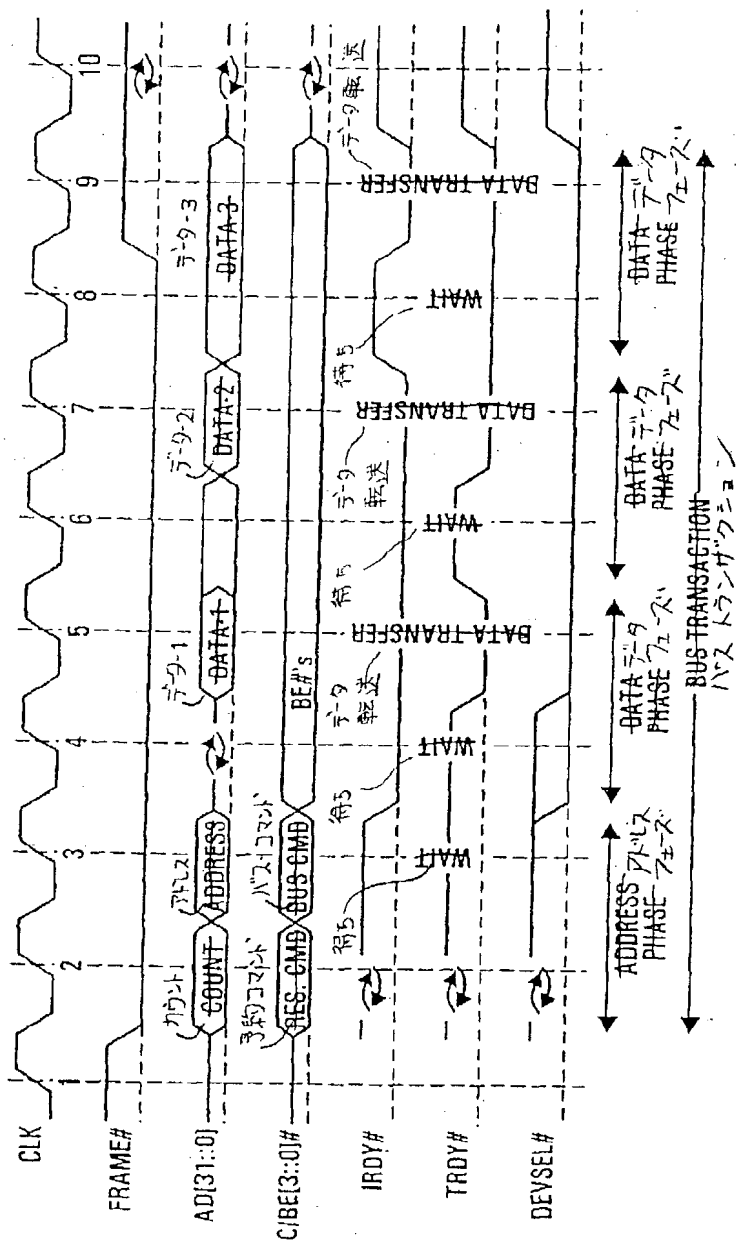 CLK
1 2 3 4 5 6 7 8 9 10
FRAME#
AD[31::0]
カウント アドレス データ-1 データ-2 データ-3
COUNT ADDRESS DATA-1 DATA-2 DATA-3
C/BE[3::0]#
予約コマンド バス・コマンド
RES. CMD BUS CMD BE#'s
IRDY#
TRDY#
DEVSEL#
待ち 待ち データ転送 待ち データ転送 待ち データ転送
WAIT WAIT DATA TRANSFER WAIT DATA TRANSFER WAIT DATA TRANSFER
ADDRESS アドレス
PHASE フェーズ
DATA データ
PHASE フェーズ
DATA データ
PHASE フェーズ
DATA データ
PHASE フェーズ
BUS TRANSACTION
バス トランザクション